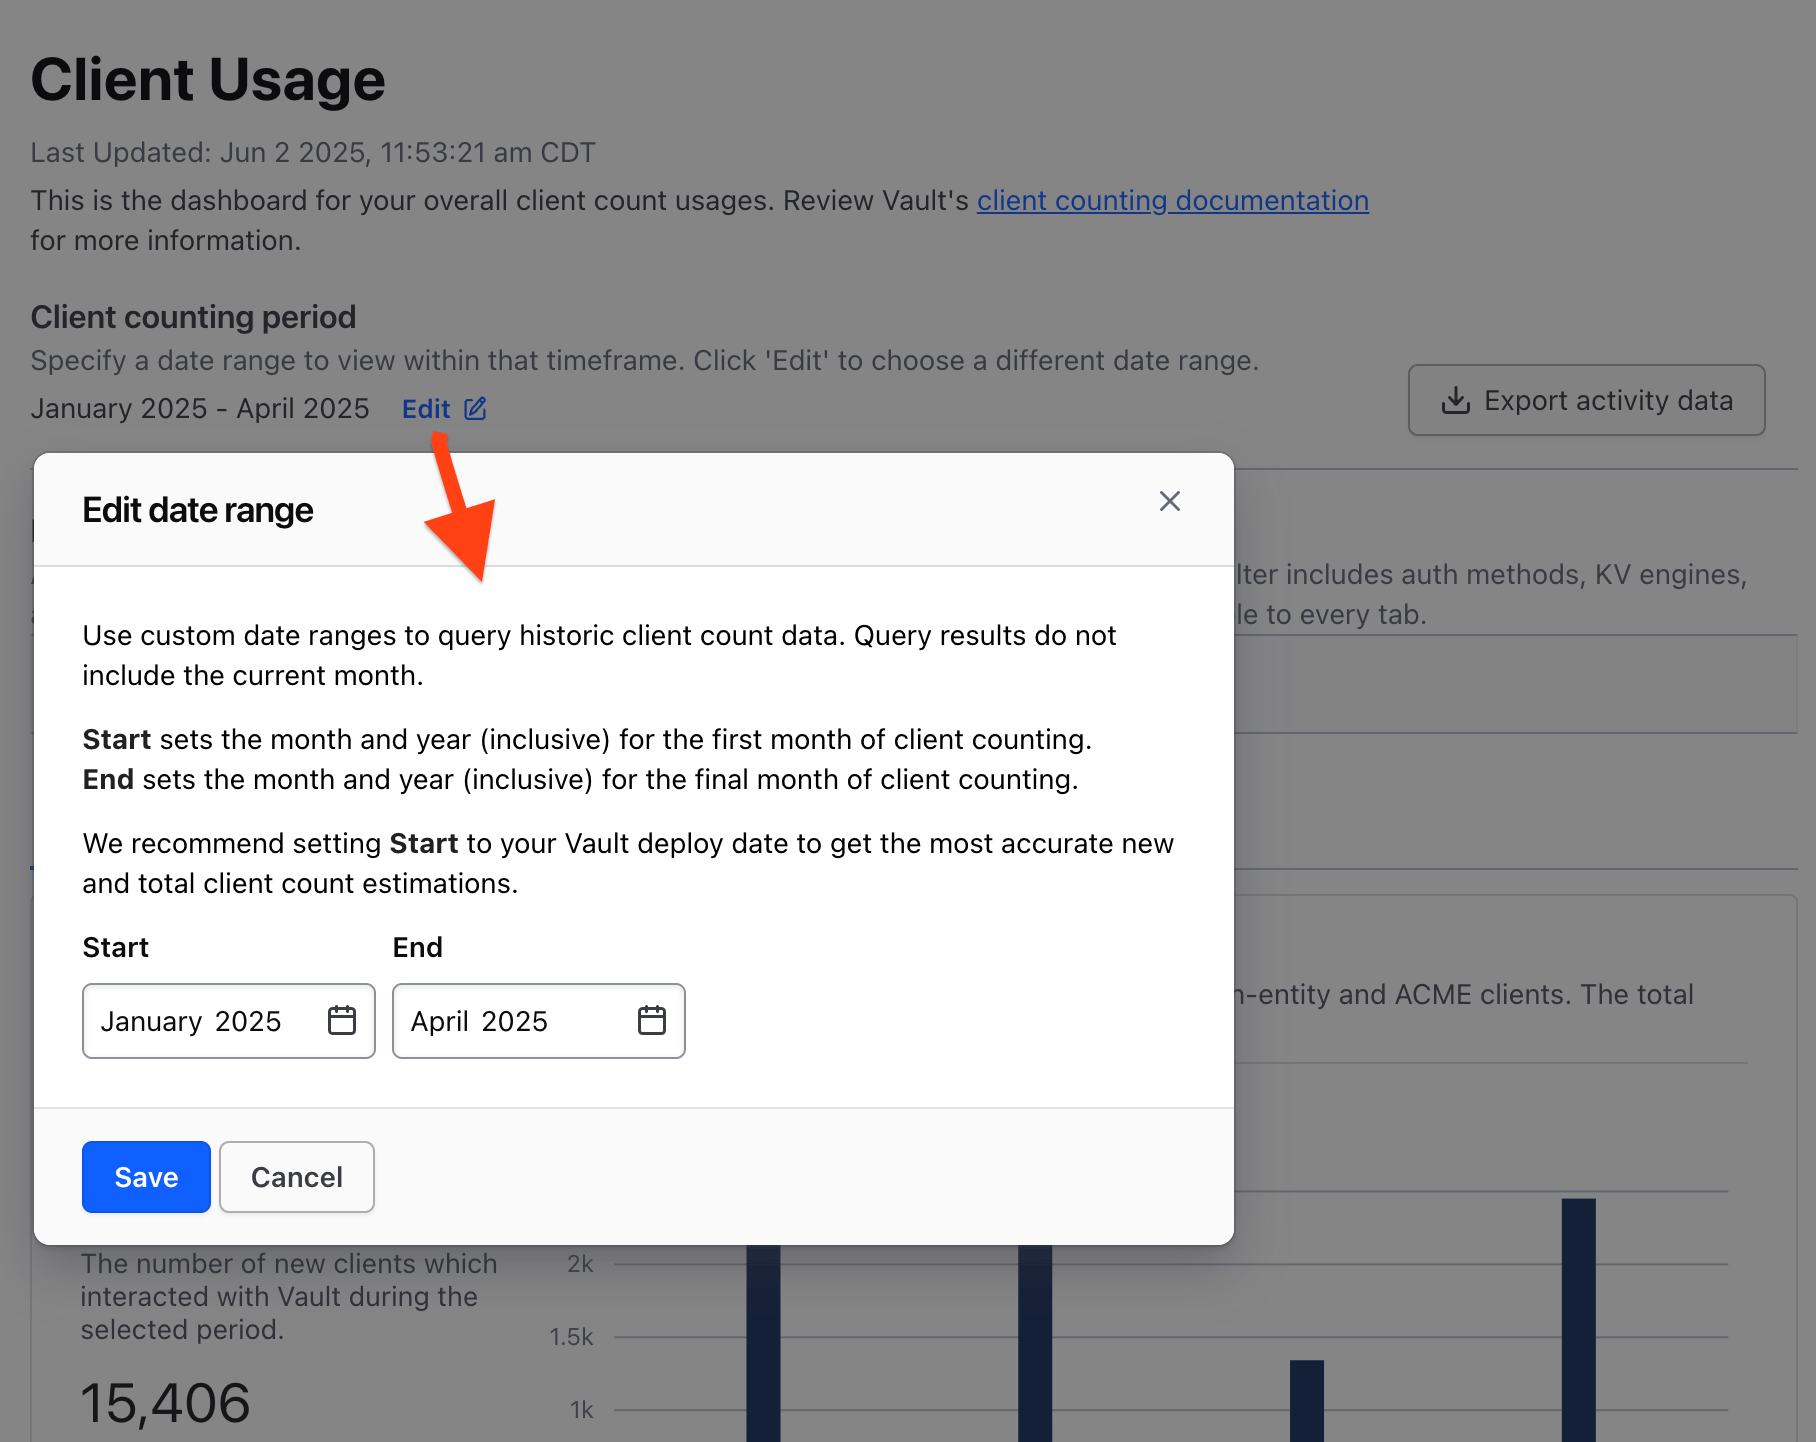 Client Usage
Last Updated: Jun 2 2025, 11:53:21 am CDT
This is the dashboard for your overall client count usages. Review Vault's client counting documentation
for more information.
Client counting period
Specify a date range to view within that timeframe. Click 'Edit' to choose a different date range.
January 2025 - April 2025 Edit
Export activity data
Edit date range
includes auth methods, KV engines,
to every tab.
Use custom date ranges to query historic client count data. Query results do not
include the current month.
Start sets the month and year (inclusive) for the first month of client counting.
End sets the month and year (inclusive) for the final month of client counting.
We recommend setting Start to your Vault deploy date to get the most accurate new
and total client count estimations.
Start End
January 2025 April 2025
-entity and ACME clients. The total
Save Cancel
The number of new clients which
interacted with Vault during the
selected period.
15,406
2k
1.5k
1k